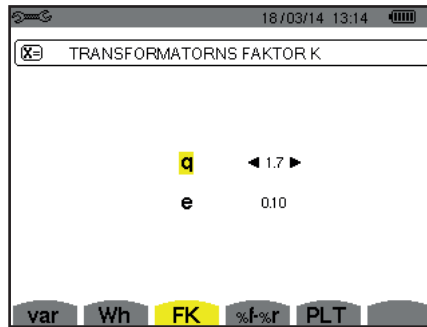 18/03/14 13:14
X= TRANSFORMATORNS FAKTOR K
q ◄ 1.7 ►
e 0.10
var Wh FK %f-%r PLT